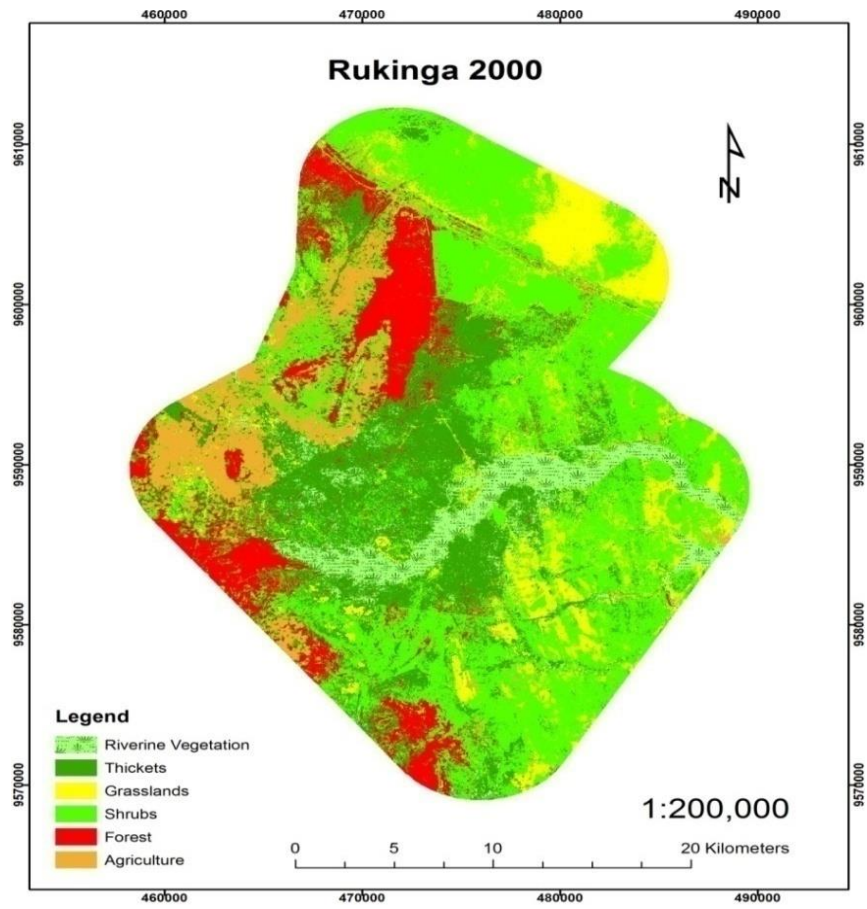 460000 470000 480000 490000
Rukinga 2000
N
9610000 9610000
9600000 9600000
9590000 9590000
9580000 9580000
Legend
Riverine Vegetation
Thickets
Grasslands
Shrubs
Forest
Agriculture
9570000 9570000
1:200,000
0 5 10 20 Kilometers
460000 470000 480000 490000